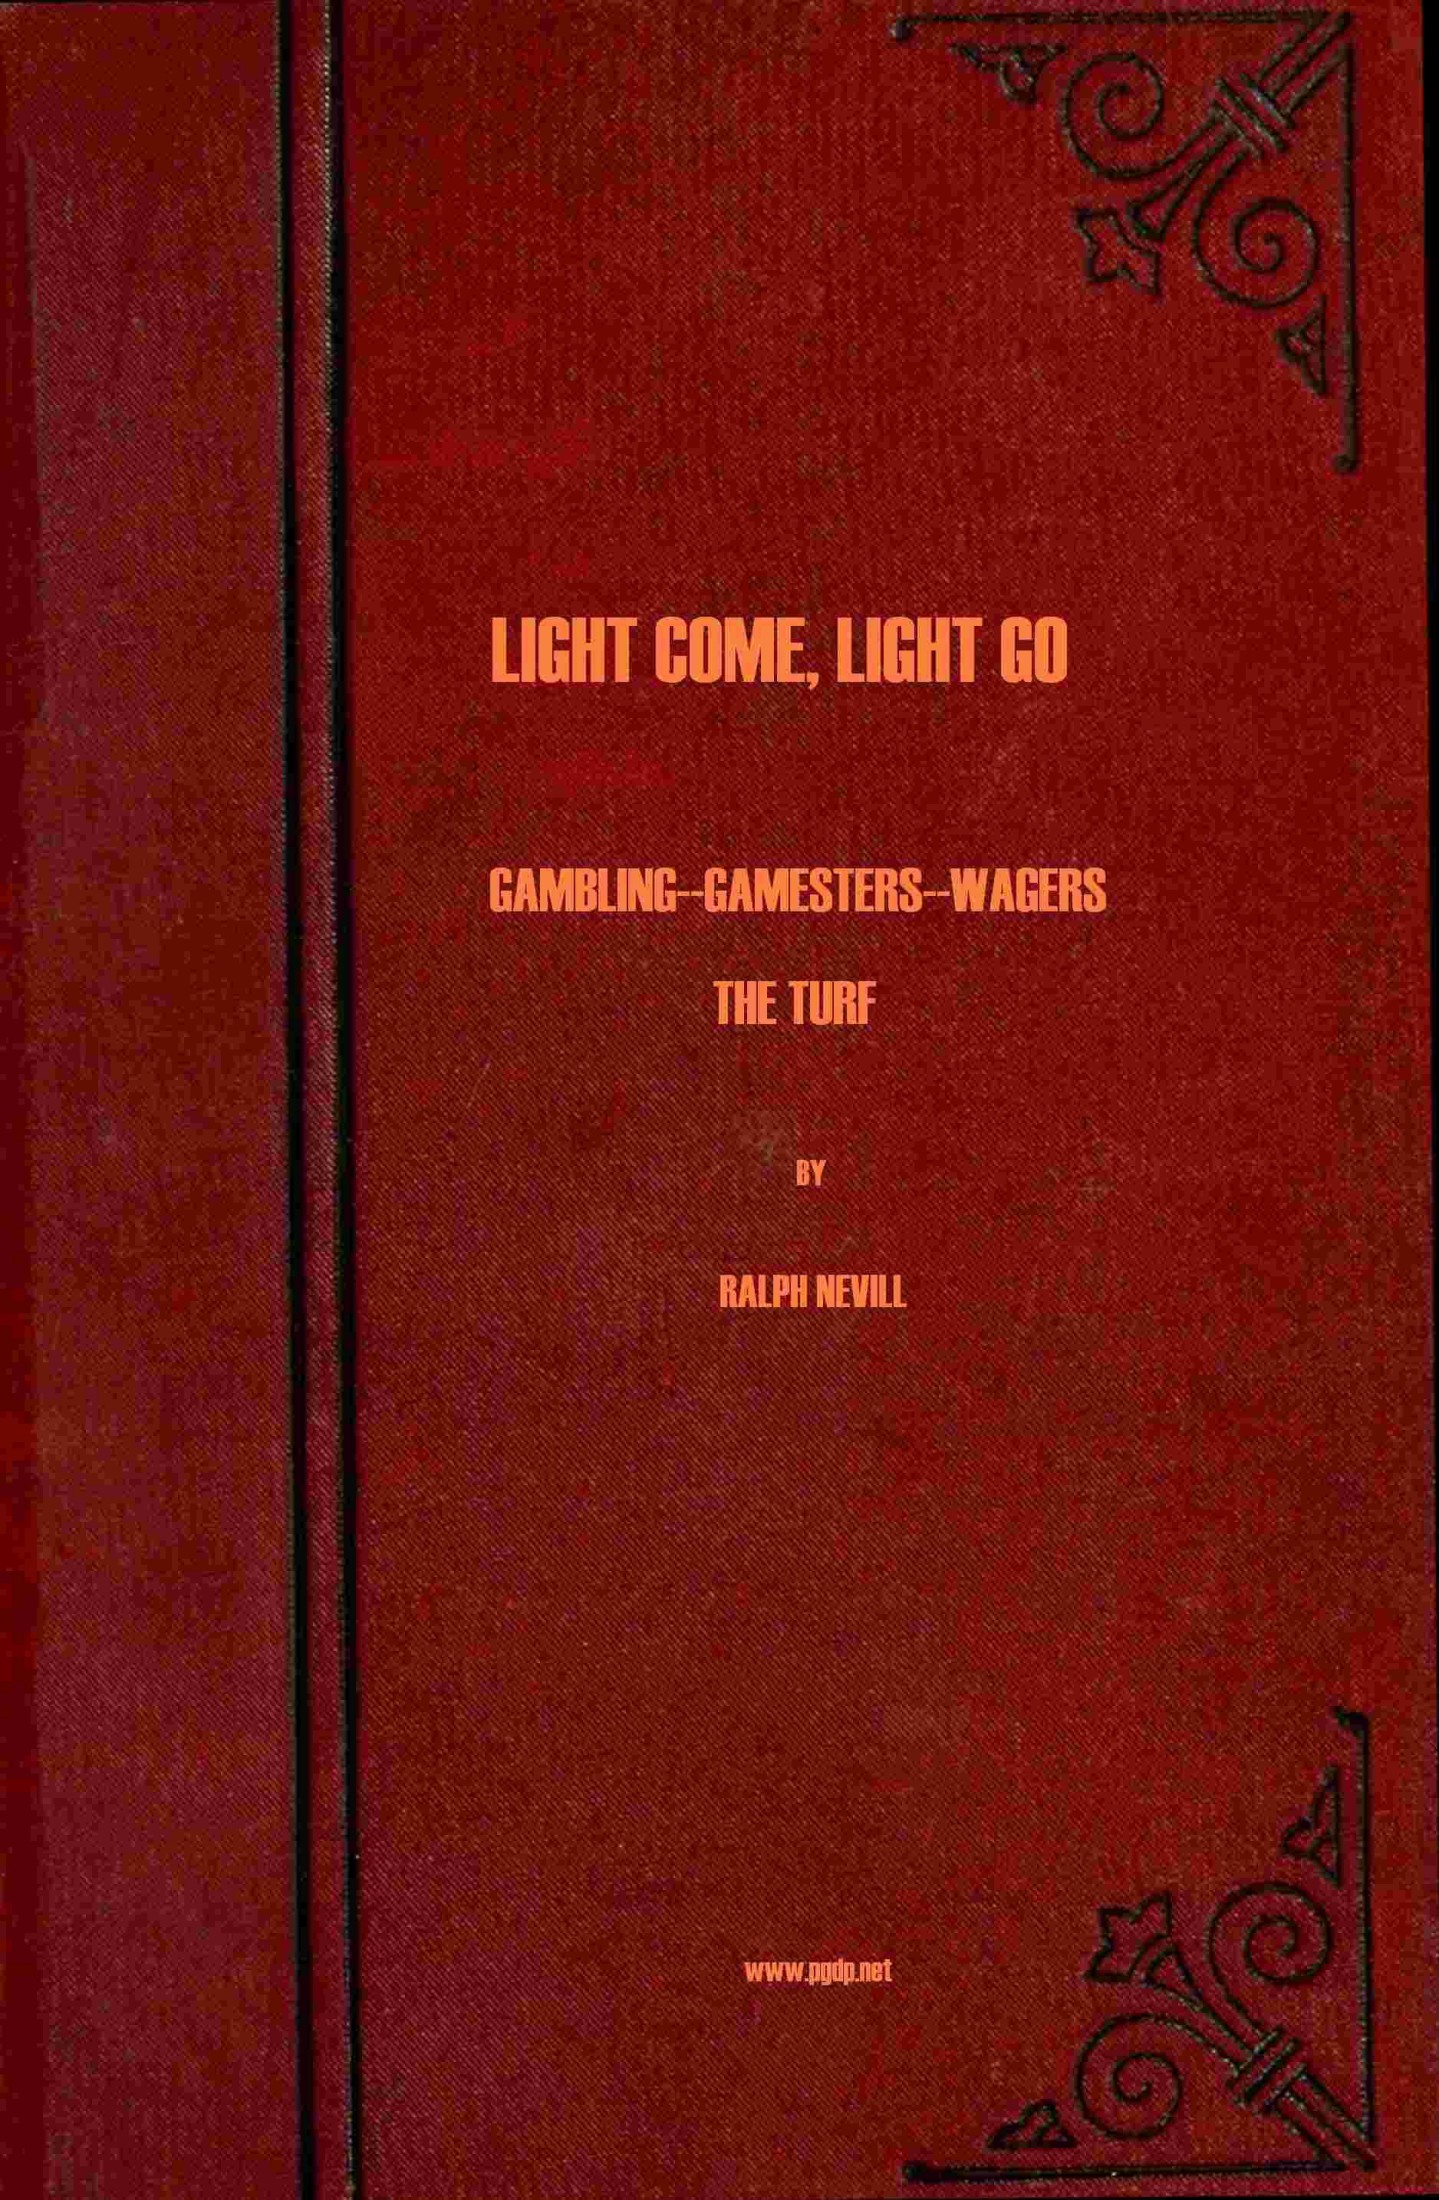 LIGHT COME, LIGHT GO
GAMBLING--GAMESTERS--WAGERS
THE TURF
BY
RALPH NEVILL
www.pgdp.net